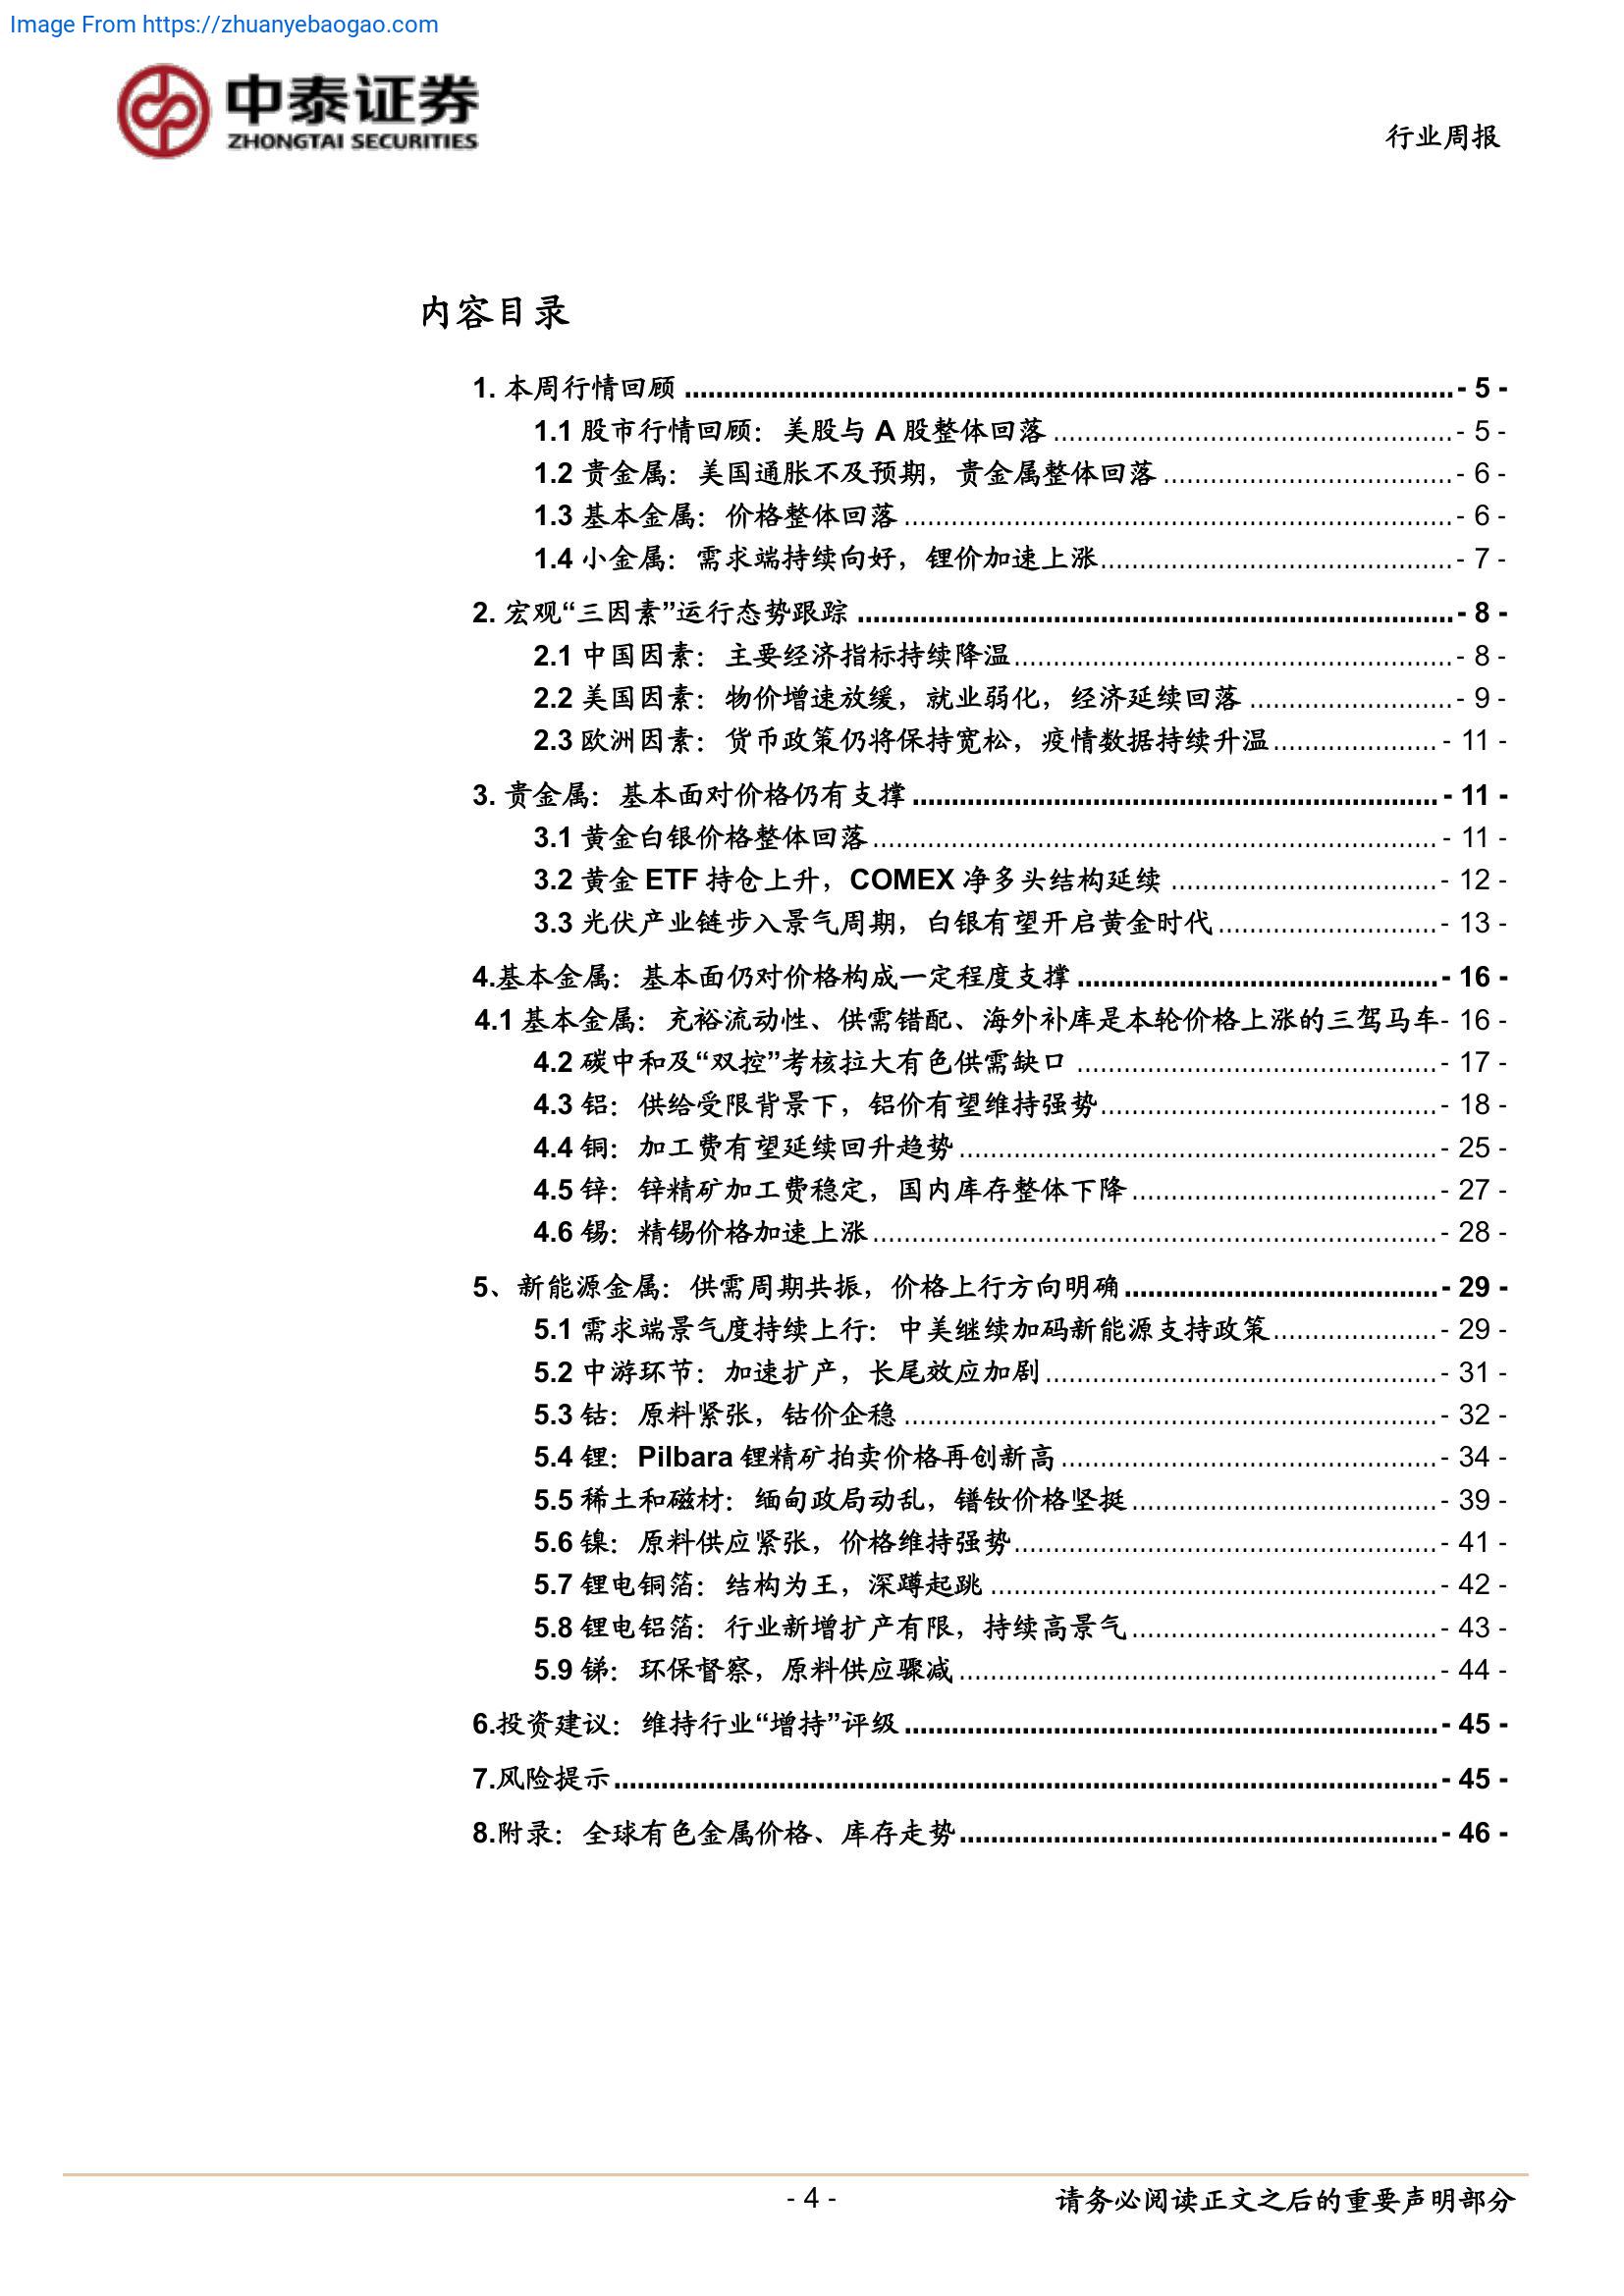 Image From https://zhuanyebaogao.com
中泰证券
ZHONGTAI SECURITIES
行业周报
内容目录
1. 本周行情回顾 ........ - 5 -
1.1 股市行情回顾：美股与 A 股整体回落 ........ - 5 -
1.2 贵金属：美国通胀不及预期，贵金属整体回落 ........ - 6 -
1.3 基本金属：价格整体回落 ........ - 6 -
1.4 小金属：需求端持续向好，锂价加速上涨 ........ - 7 -
2. 宏观“三因素”运行态势跟踪 ........ - 8 -
2.1 中国因素：主要经济指标持续降温 ........ - 8 -
2.2 美国因素：物价增速放缓，就业弱化，经济延续回落 ........ - 9 -
2.3 欧洲因素：货币政策仍将保持宽松，疫情数据持续升温 ........ - 11 -
3. 贵金属：基本面对价格仍有支撑 ........ - 11 -
3.1 黄金白银价格整体回落 ........ - 11 -
3.2 黄金 ETF 持仓上升，COMEX 净多头结构延续 ........ - 12 -
3.3 光伏产业链步入景气周期，白银有望开启黄金时代 ........ - 13 -
4.基本金属：基本面仍对价格构成一定程度支撑 ........ - 16 -
4.1 基本金属：充裕流动性、供需错配、海外补库是本轮价格上涨的三驾马车- 16 -
4.2 碳中和及“双控”考核拉大有色供需缺口 ........ - 17 -
4.3 铝：供给受限背景下，铝价有望维持强势 ........ - 18 -
4.4 铜：加工费有望延续回升趋势 ........ - 25 -
4.5 锌：锌精矿加工费稳定，国内库存整体下降 ........ - 27 -
4.6 锡：精锡价格加速上涨 ........ - 28 -
5、新能源金属：供需周期共振，价格上行方向明确 ........ - 29 -
5.1 需求端景气度持续上行：中美继续加码新能源支持政策 ........ - 29 -
5.2 中游环节：加速扩产，长尾效应加剧 ........ - 31 -
5.3 钴：原料紧张，钴价企稳 ........ - 32 -
5.4 锂：Pilbara 锂精矿拍卖价格再创新高 ........ - 34 -
5.5 稀土和磁材：缅甸政局动乱，镨钕价格坚挺 ........ - 39 -
5.6 镍：原料供应紧张，价格维持强势 ........ - 41 -
5.7 锂电铜箔：结构为王，深蹲起跳 ........ - 42 -
5.8 锂电铝箔：行业新增扩产有限，持续高景气 ........ - 43 -
5.9 锑：环保督察，原料供应骤减 ........ - 44 -
6.投资建议：维持行业“增持”评级 ........ - 45 -
7.风险提示 ........ - 45 -
8.附录：全球有色金属价格、库存走势 ........ - 46 -
- 4 -
请务必阅读正文之后的重要声明部分